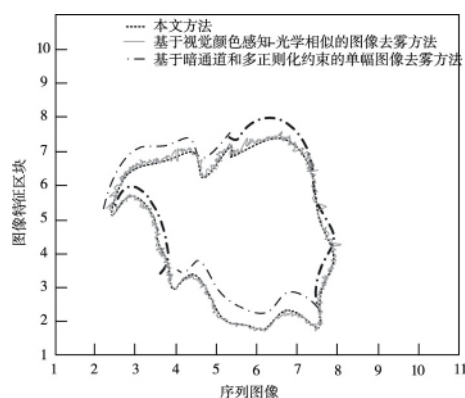 本文方法
基于视觉颜色感知-光学相似的图像去雾方法
基于暗通道和多正则化约束的单幅图像去雾方法
10
9
8
7
6
5
4
3
2
1
图像特征区块
1 2 3 4 5 6 7 8 9 10 11
序列图像